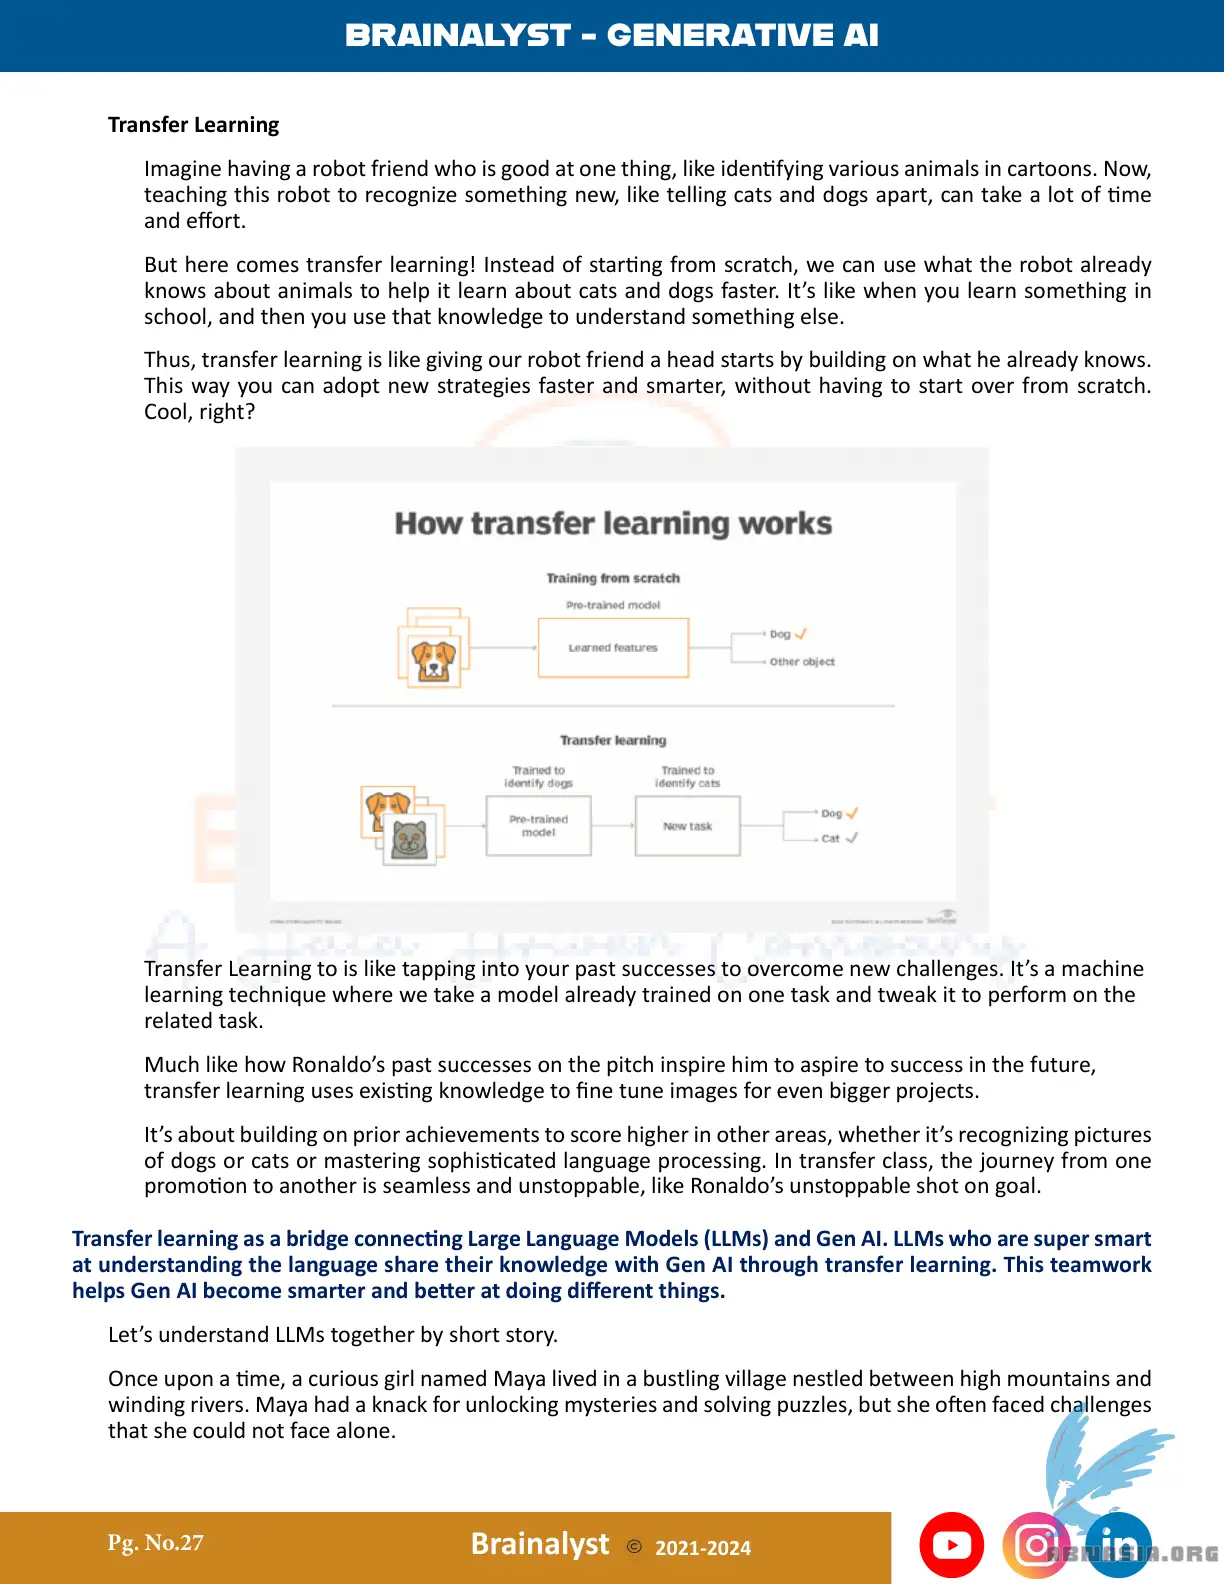 BRAINALYST - GENERATIVE AI
Transfer Learning
Imagine having a robot friend who is good at one thing, like identifying various animals in cartoons. Now,
teaching this robot to recognize something new, like telling cats and dogs apart, can take a lot of time
and effort.
But here comes transfer learning! Instead of starting from scratch, we can use what the robot already
knows about animals to help it learn about cats and dogs faster. It's like when you learn something in
school, and then you use that knowledge to understand something else.
Thus, transfer learning is like giving our robot friend a head starts by building on what he already knows.
This way you can adopt new strategies faster and smarter, without having to start over from scratch.
Cool, right?
How transfer learning works
Training from scratch
Pre-trained model
Learned features
Dog
Other object
Transfer learning
Trained to
identify dogs
Trained to
identify cats
Pre-trained
model
New task
Dog
Cat
A Data Driven Company
Transfer Learning to is like tapping into your past successes to overcome new challenges. It's a machine
learning technique where we take a model already trained on one task and tweak it to perform on the
related task.
Much like how Ronaldo's past successes on the pitch inspire him to aspire to success in the future,
transfer learning uses existing knowledge to fine tune images for even bigger projects.
It's about building on prior achievements to score higher in other areas, whether it's recognizing pictures
of dogs or cats or mastering sophisticated language processing. In transfer class, the journey from one
promotion to another is seamless and unstoppable, like Ronaldo's unstoppable shot on goal.
Transfer learning as a bridge connecting Large Language Models (LLMs) and Gen AI. LLMs who are super smart
at understanding the language share their knowledge with Gen AI through transfer learning. This teamwork
helps Gen AI become smarter and better at doing different things.
Let's understand LLMs together by short story.
Once upon a time, a curious girl named Maya lived in a bustling village nestled between high mountains and
winding rivers. Maya had a knack for unlocking mysteries and solving puzzles, but she often faced challenges
that she could not face alone.
Pg. No.27
Brainalyst © 2021-2024
in
ABIMASIA.ORG